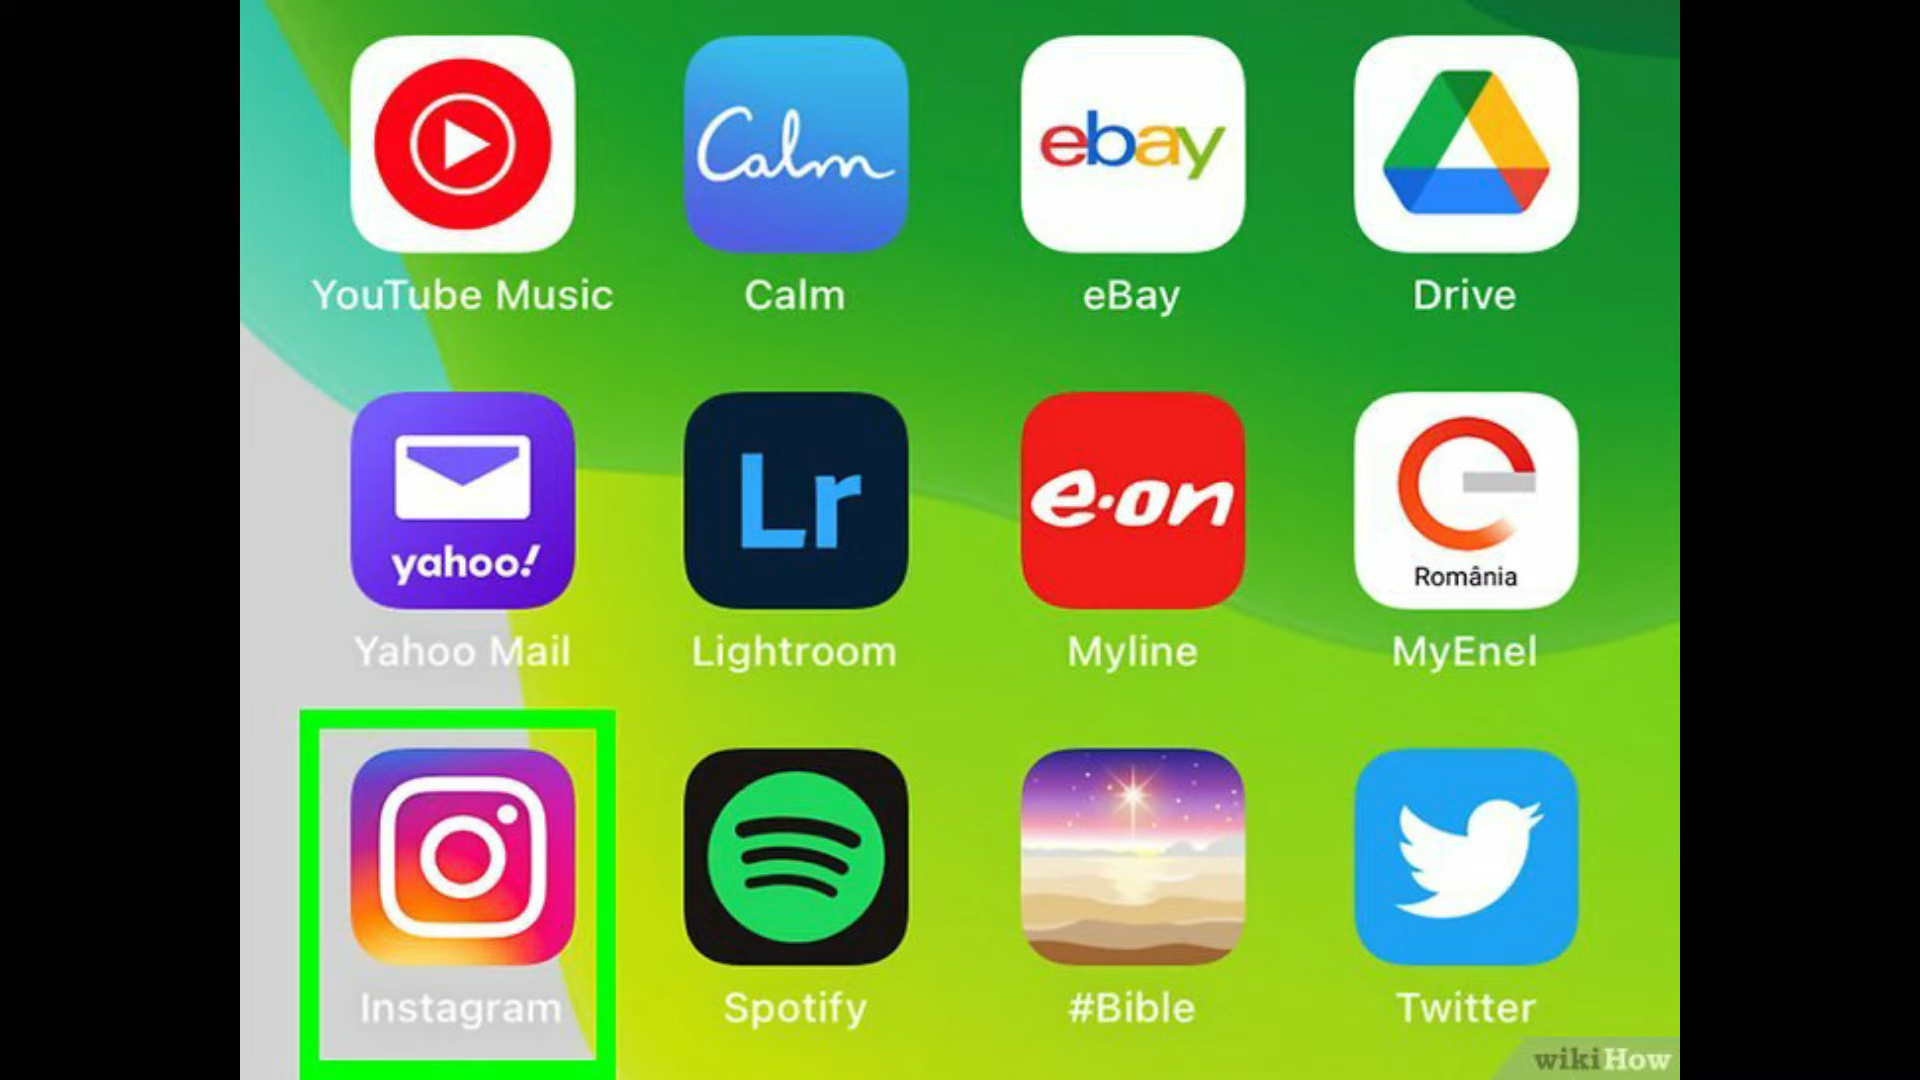 Calm
ebay
YouTube Music
Calm
eBay
Drive
yahoo!
Lr
e·on
România
Yahoo Mail
Lightroom
Myline
MyEnel
Instagram
Spotify
#Bible
Twitter
wikiHow